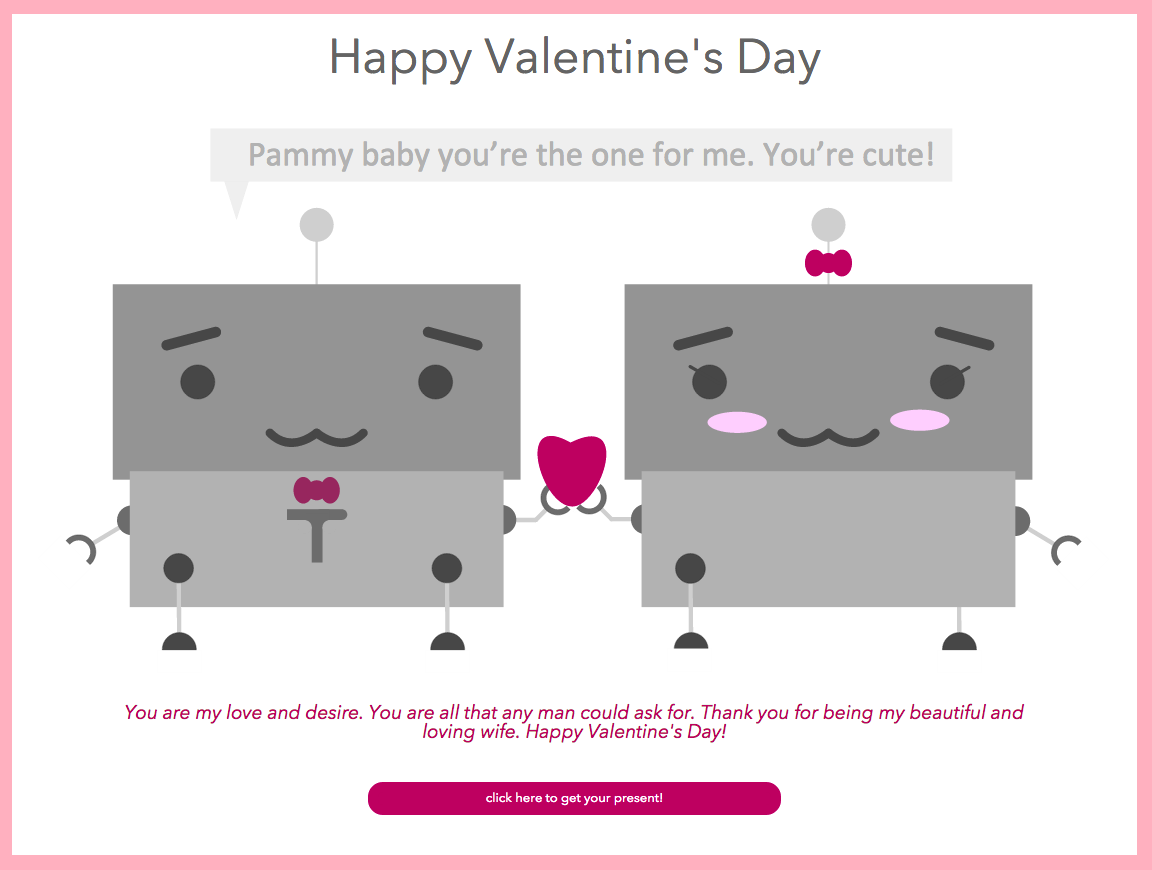 Happy Valentine's Day
Pammy baby you’re the one for me. You’re cute!
You are my love and desire. You are all that any man could ask for. Thank you for being my beautiful and
loving wife. Happy Valentine's Day!
click here to get your present!